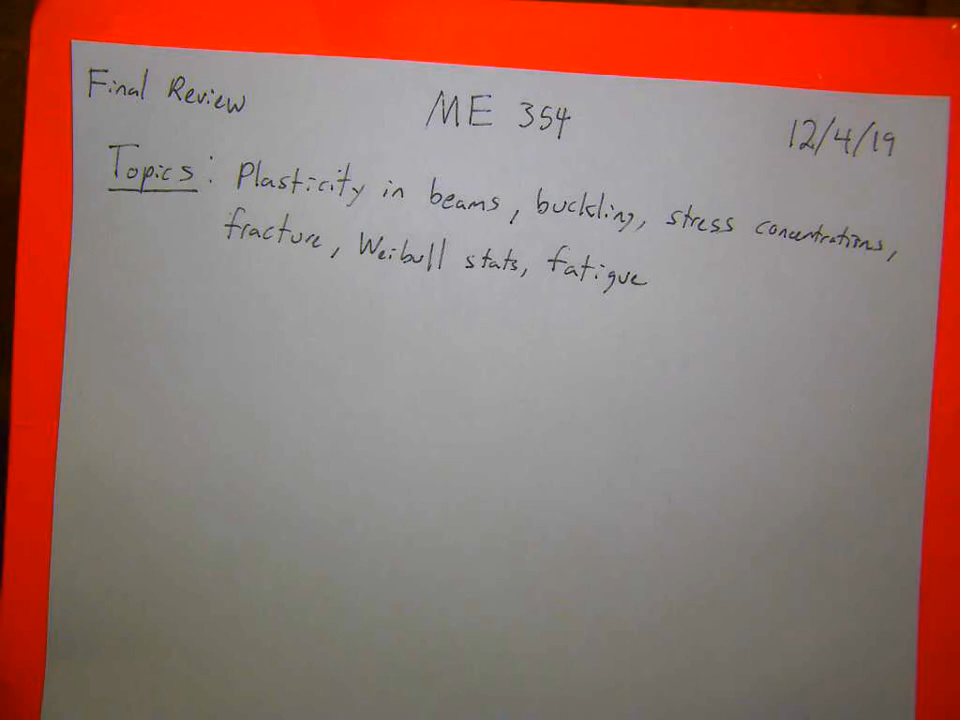 Final Review ME 354 12/4/19
Topics: Plasticity in beams, buckling, stress concentrations,
fracture, Weibull stats, fatigue